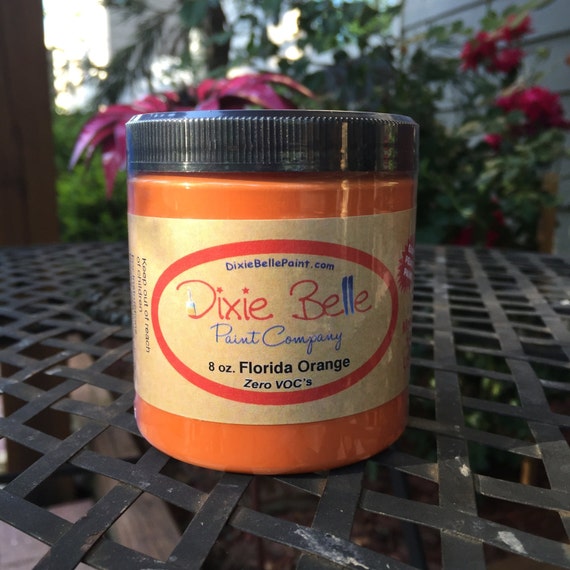 DixieBellePaint.com
Dixie Belle
Paint Company
8 oz. Florida Orange
Zero VOC's
Keep out of reach
of children